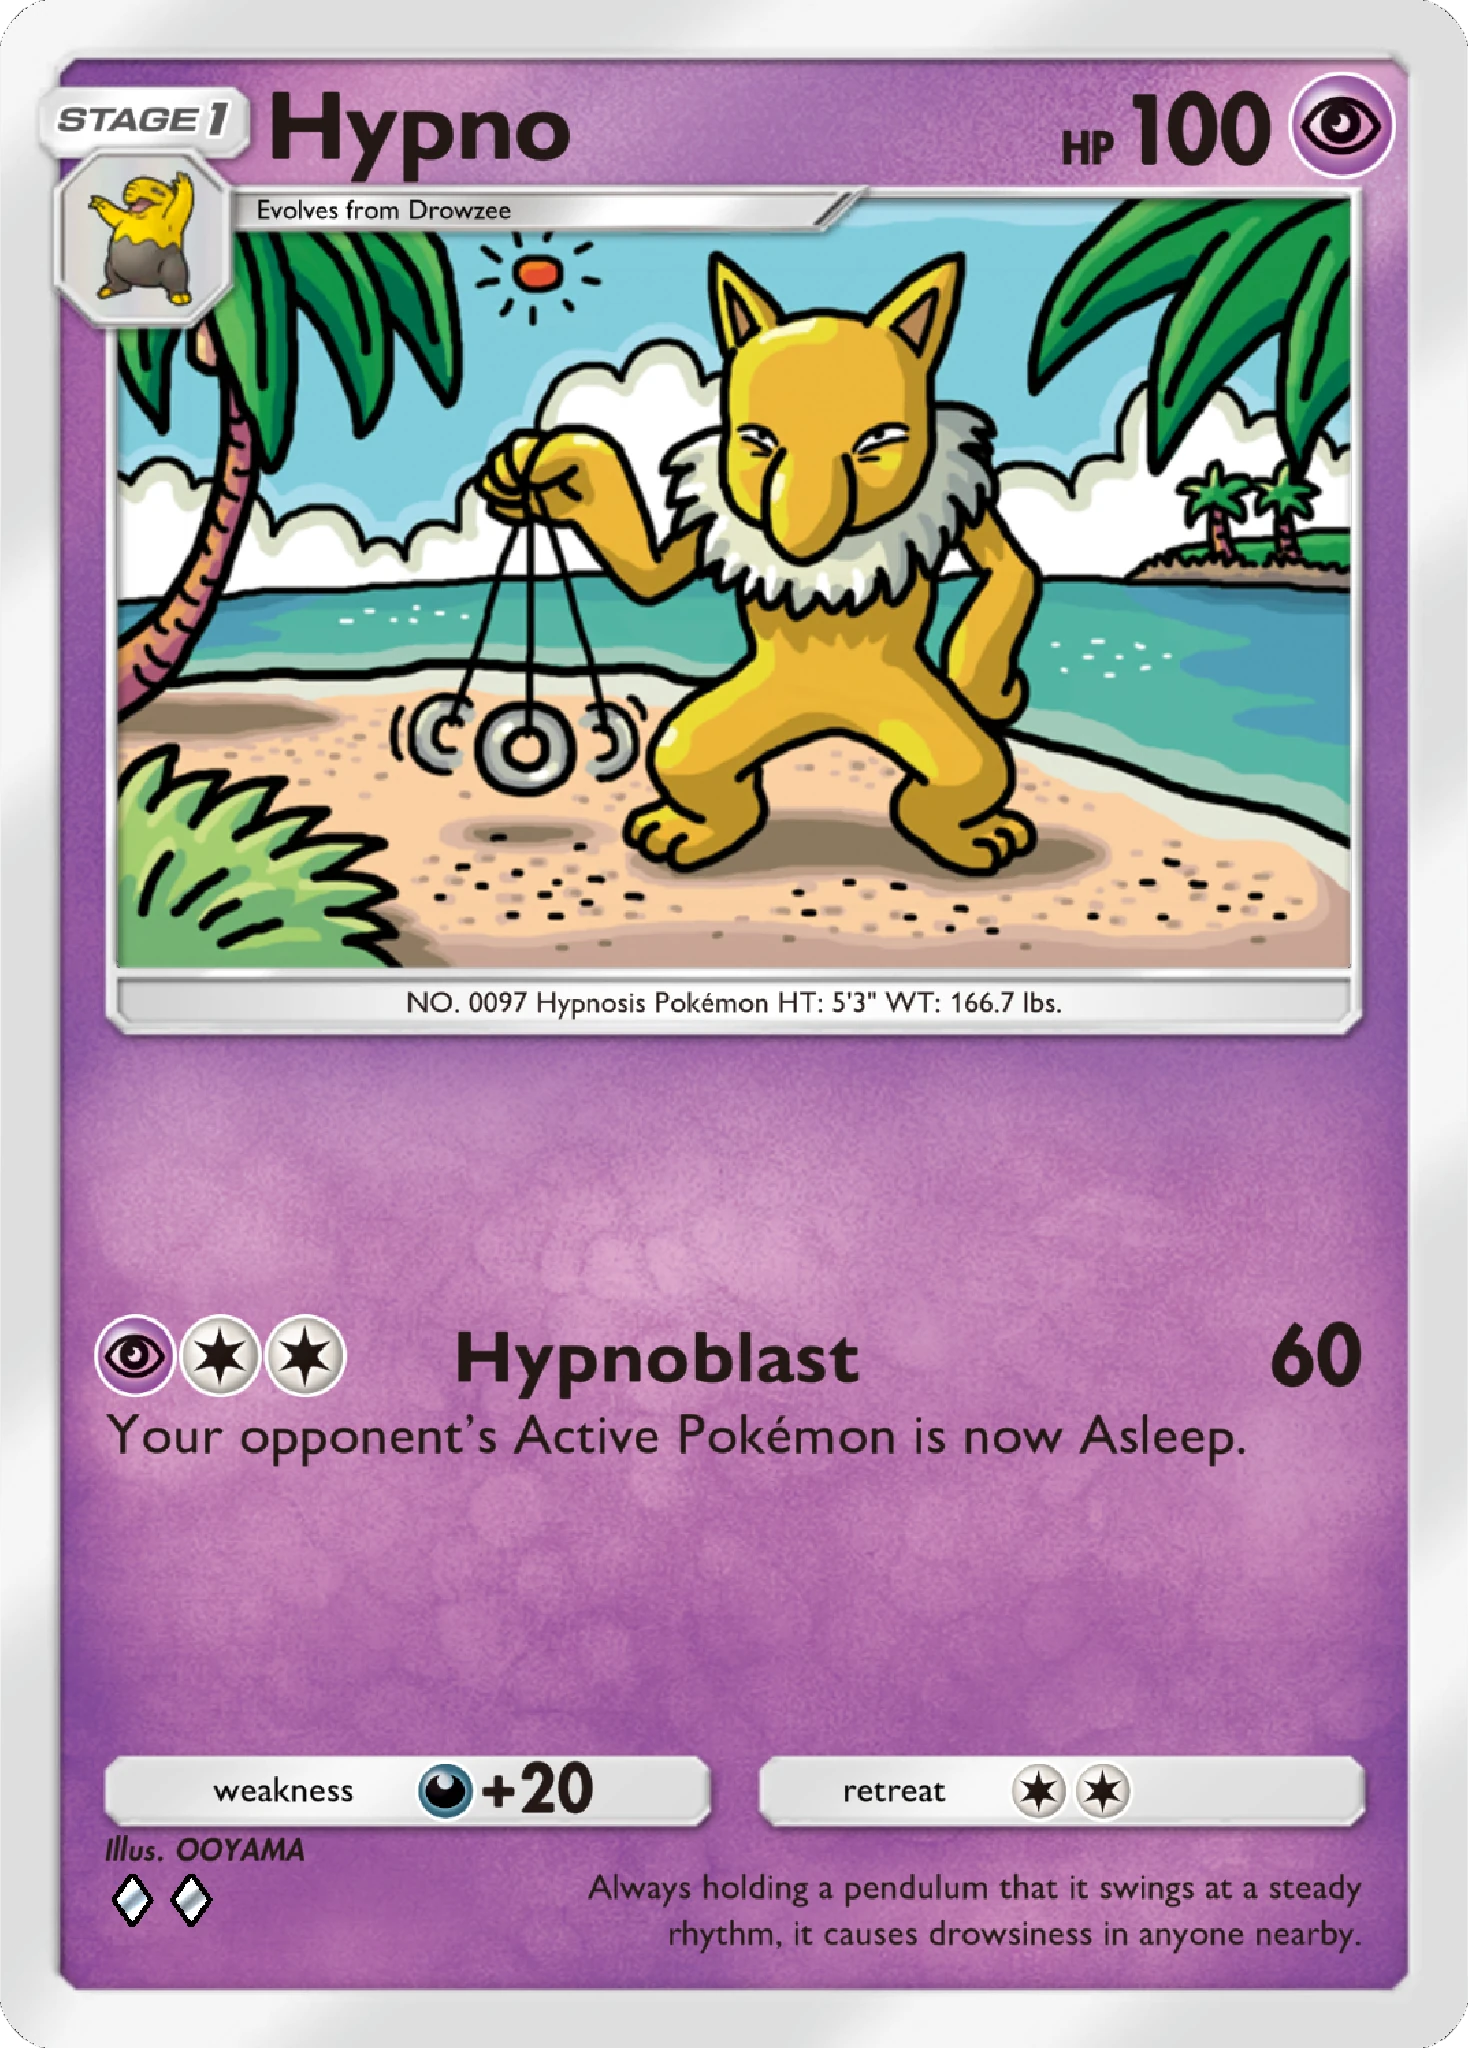 STAGE 1
Hypno
HP 100
Evolves from Drowzee
NO. 0097 Hypnosis Pokémon HT: 5'3" WT: 166.7 lbs.
Hypnoblast 60
Your opponent’s Active Pokémon is now Asleep.
weakness +20
retreat
Illus. OOYAMA
Always holding a pendulum that it swings at a steady
rhythm, it causes drowsiness in anyone nearby.